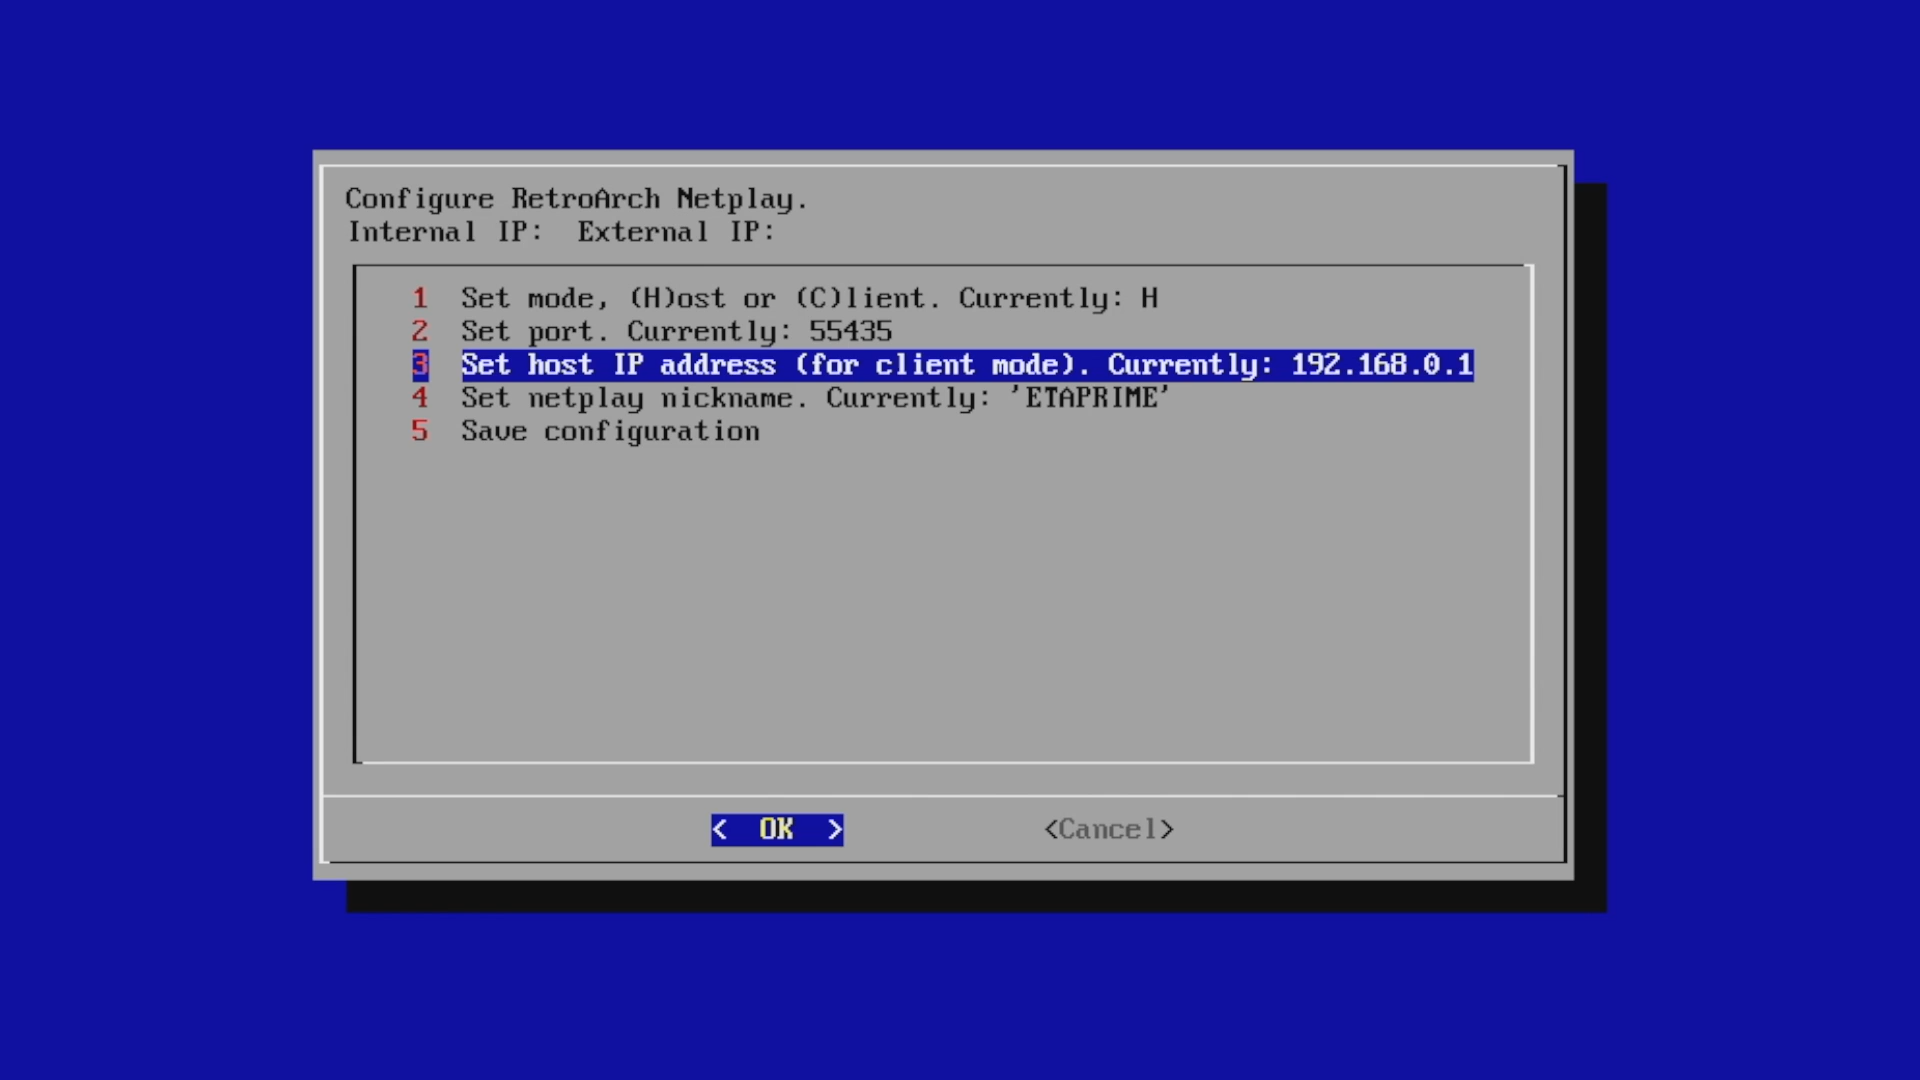 Configure RetroArch Netplay.
Internal IP:  External IP:
1 Set mode, (H)ost or (C)lient. Currently: H
2 Set port. Currently: 55435
3 Set host IP address (for client mode). Currently: 192.168.0.1
4 Set netplay nickname. Currently: 'ETAPRIME'
5 Save configuration
< OK > <Cancel>